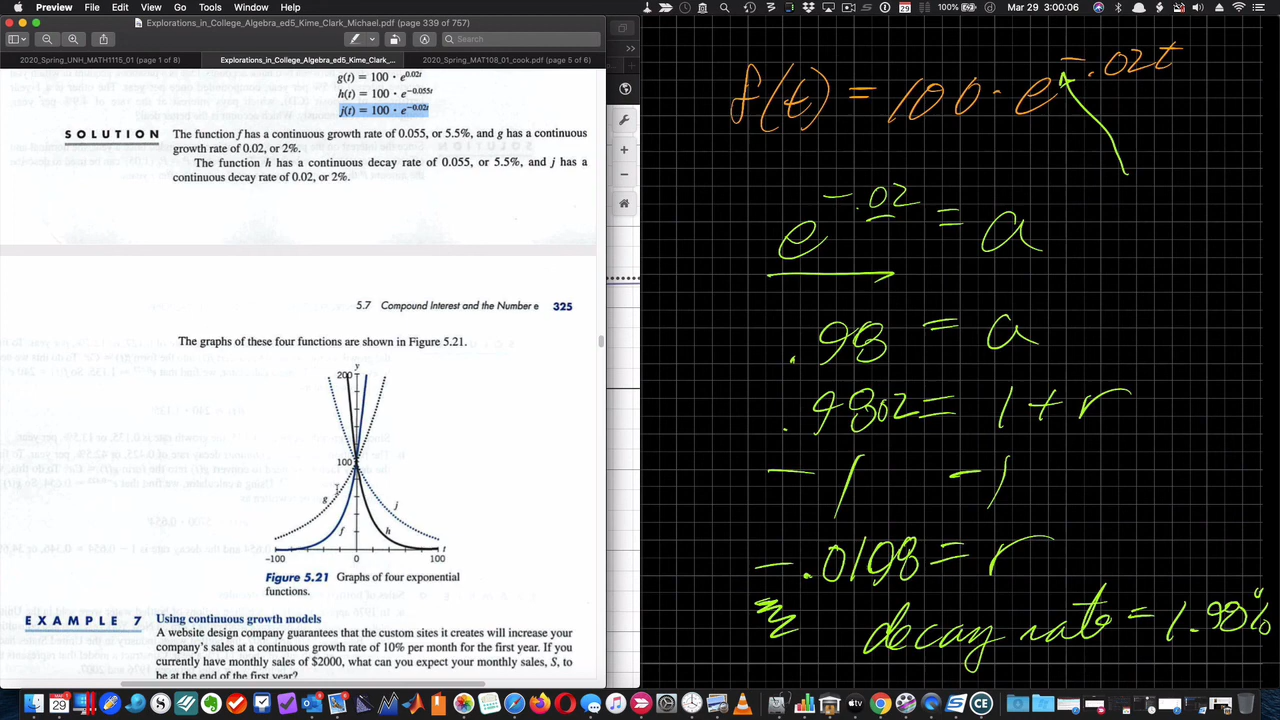 Preview File Edit View Go Tools Window Help
100% Mar 29 3:00:06
Explorations_in_College_Algebra_ed5_Kime_Clark_Michael.pdf (page 339 of 757)
Search
2020_Spring_UNH_MATH1115_01 (page 1 of 8)
Explorations_in_College_Algebra_ed5_Kime_Clark_...
2020_Spring_MAT108_01_cook.pdf (page 5 of 6)
g(t) = 100 · e^0.02t
h(t) = 100 · e^−0.055t
j(t) = 100 · e^−0.02t
SOLUTION The function f has a continuous growth rate of 0.055, or 5.5%, and g has a continuous
growth rate of 0.02, or 2%.
The function h has a continuous decay rate of 0.055, or 5.5%, and j has a
continuous decay rate of 0.02, or 2%.
5.7 Compound Interest and the Number e 325
The graphs of these four functions are shown in Figure 5.21.
y
200
100
g
j
f
h
−100 0 100 t
Figure 5.21 Graphs of four exponential
functions.
EXAMPLE 7 Using continuous growth models
A website design company guarantees that the custom sites it creates will increase your
company's sales at a continuous growth rate of 10% per month for the first year. If you
currently have monthly sales of $2000, what can you expect your monthly sales, S, to
be at the end of the first year?
f(t) = 100 · e^-.02t
e^-.02 = a
.98 = a
.9802 = 1 + r
- 1 - 1
-.0198 = r
decay rate = 1.98%